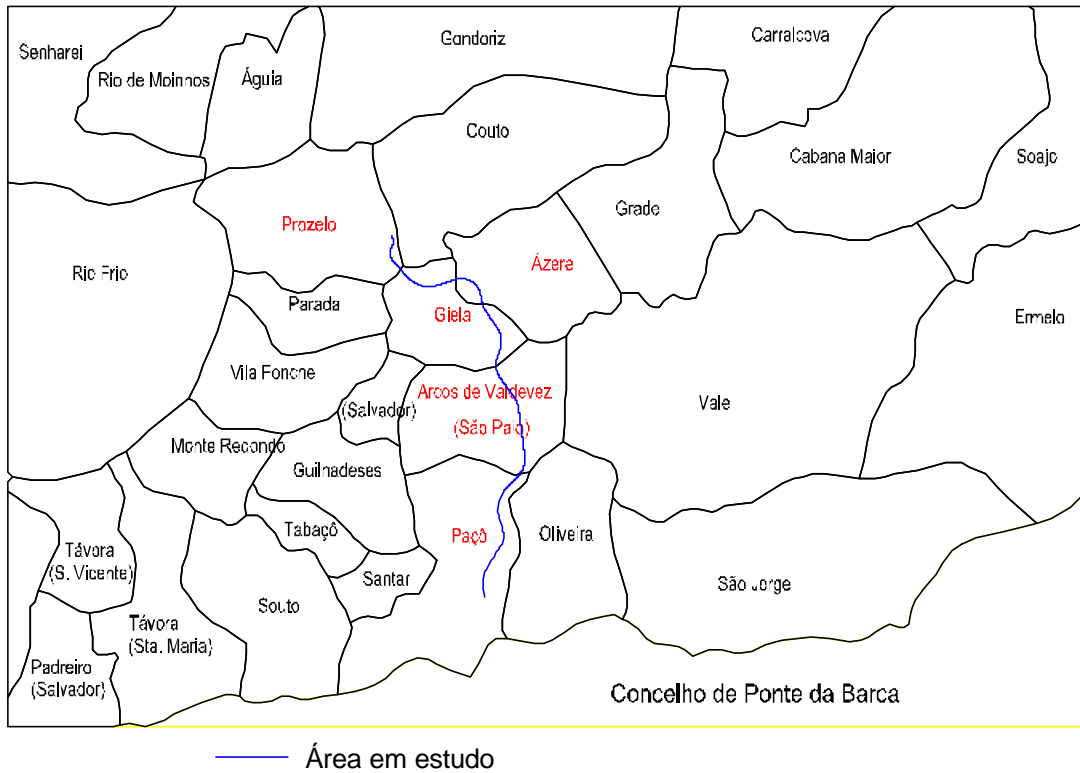 Senharei
Rio de Moinhos
Águia
Gondoriz
Carralcova
Couto
Cabana Maior
Soajo
Grade
Prozelo
Ázere
Rio Frio
Parada
Giela
Ermelo
Vila Fonche
Arcos de Valdevez
(São Paio)
(Salvador)
Vale
Monte Redondo
Guilhadeses
Tabaçô
Paçô
Oliveira
Távora
(S. Vicente)
Santar
São Jorge
Souto
Távora
(Sta. Maria)
Padreiro
(Salvador)
Concelho de Ponte da Barca
Área em estudo